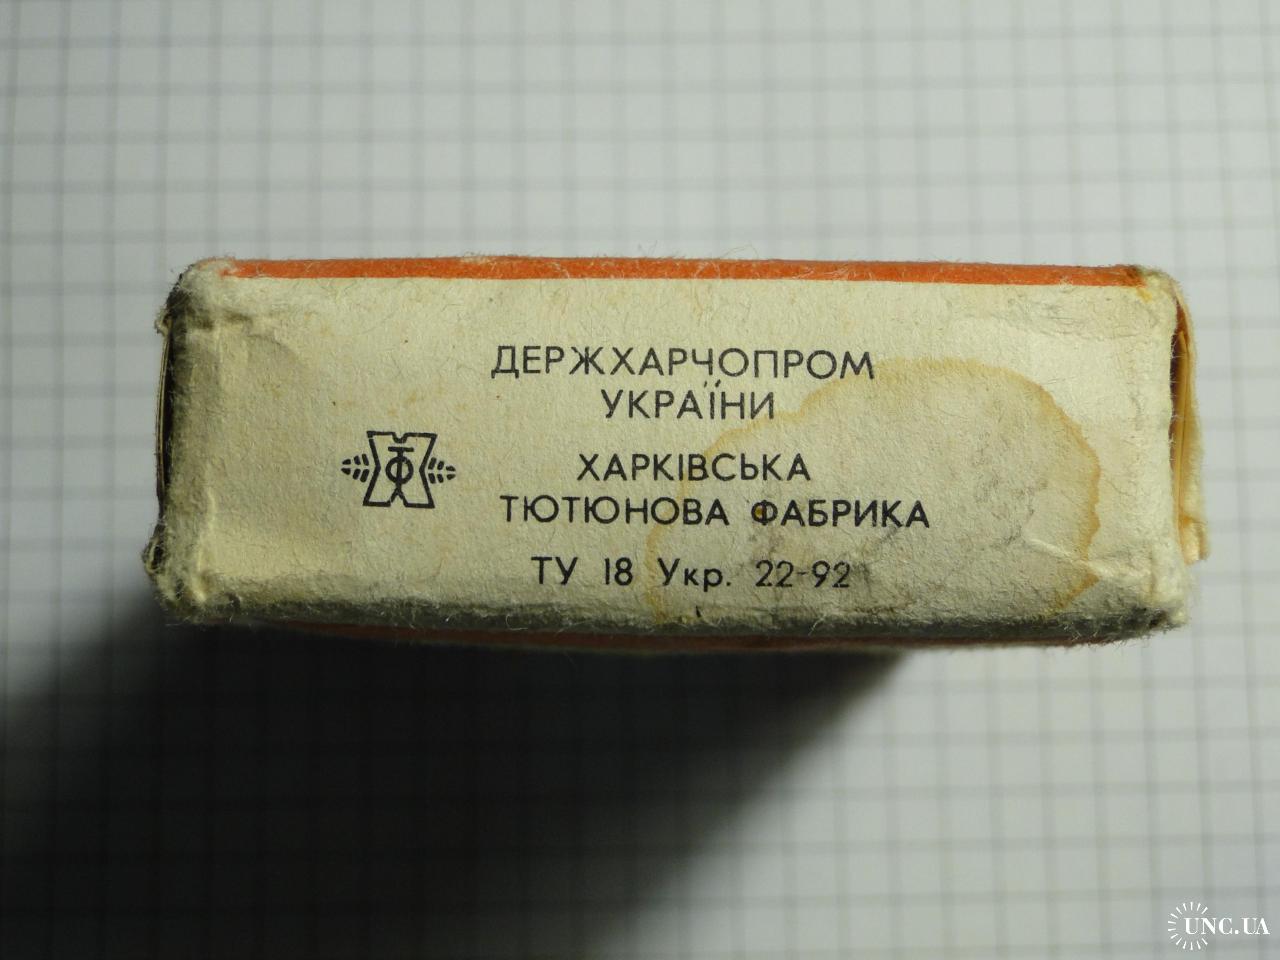 ДЕРЖХАРЧОПРОМ
УКРАЇНИ
ХАРКІВСЬКА
ТЮТЮНОВА ФАБРИКА
ТУ 18 Укр. 22-92
UNC.UA